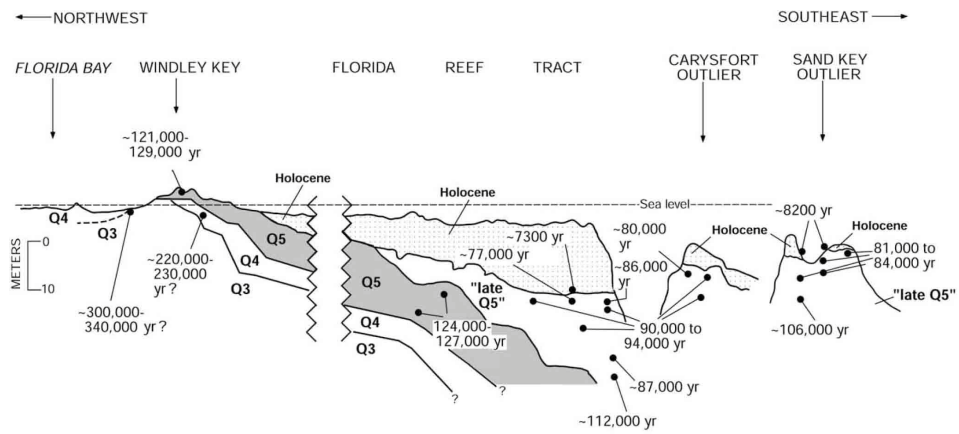 NORTHWEST
SOUTHEAST
FLORIDA BAY
WINDLEY KEY
FLORIDA
REEF
TRACT
CARYSFORT
OUTLIER
SAND KEY
OUTLIER
~121,000-
129,000 yr
Holocene
Holocene
Sea level
~8200 yr
Q4
Q3
~7300 yr
~80,000
yr
Holocene
Holocene
METERS
0
10
~220,000-
230,000
yr ?
Q5
Q4
Q3
~77,000 yr
~86,000
yr
81,000 to
84,000 yr
Q5
"late
Q5"
"late Q5"
~300,000-
340,000 yr ?
Q4
Q3
124,000-
127,000 yr
90,000 to
94,000 yr
~106,000 yr
?
?
~87,000 yr
~112,000 yr